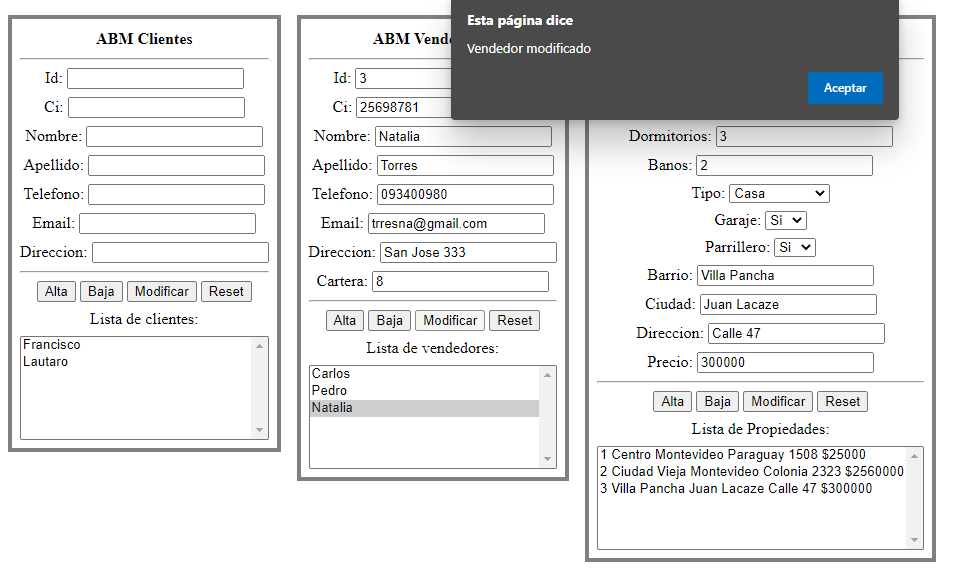 Esta página dice
Vendedor modificado
Aceptar
ABM Clientes
Id:
Ci:
Nombre:
Apellido:
Telefono:
Email:
Direccion:
Alta Baja Modificar Reset
Lista de clientes:
Francisco
Lautaro
ABM Vende
Id: 3
Ci: 25698781
Nombre: Natalia
Apellido: Torres
Telefono: 093400980
Email: trresna@gmail.com
Direccion: San Jose 333
Cartera: 8
Alta Baja Modificar Reset
Lista de vendedores:
Carlos
Pedro
Natalia
Dormitorios: 3
Banos: 2
Tipo: Casa
Garaje: Si
Parrillero: Si
Barrio: Villa Pancha
Ciudad: Juan Lacaze
Direccion: Calle 47
Precio: 300000
Alta Baja Modificar Reset
Lista de Propiedades:
1 Centro Montevideo Paraguay 1508 $25000
2 Ciudad Vieja Montevideo Colonia 2323 $2560000
3 Villa Pancha Juan Lacaze Calle 47 $300000